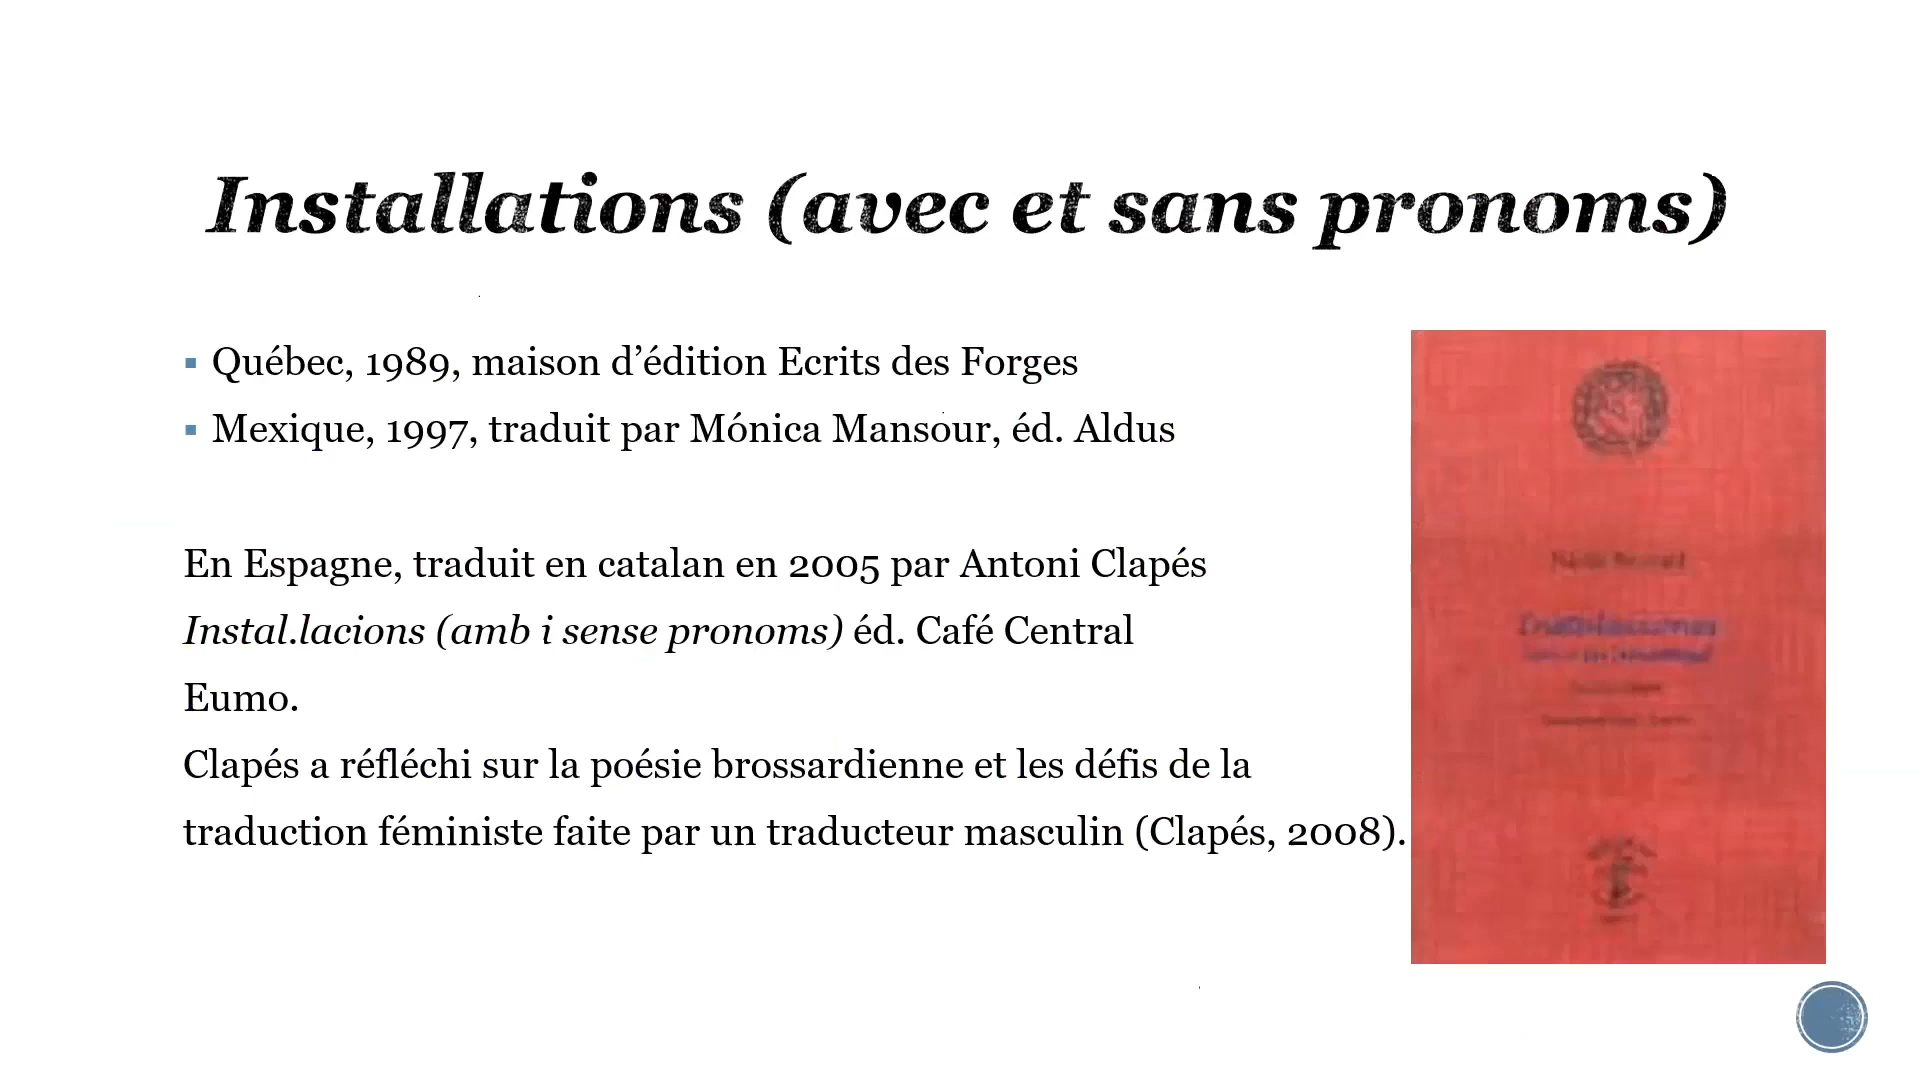 Installations (avec et sans pronoms)
Québec, 1989, maison d’édition Ecrits des Forges
Mexique, 1997, traduit par Mónica Mansour, éd. Aldus
En Espagne, traduit en catalan en 2005 par Antoni Clapés
Instal.lacions (amb i sense pronoms) éd. Café Central
Eumo.
Clapés a réfléchi sur la poésie brossardienne et les défis de la
traduction féministe faite par un traducteur masculin (Clapés, 2008).